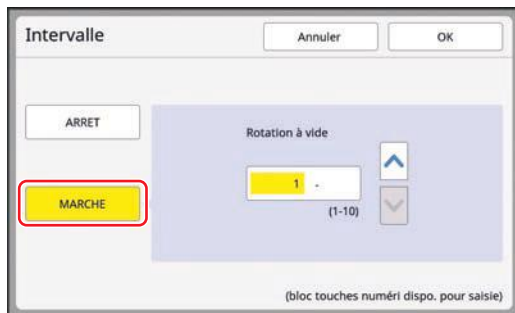 Intervalle
Annuler
OK
ARRET
Rotation à vide
1 .
MARCHE
(1-10)
(bloc touches numéri dispo. pour saisie)